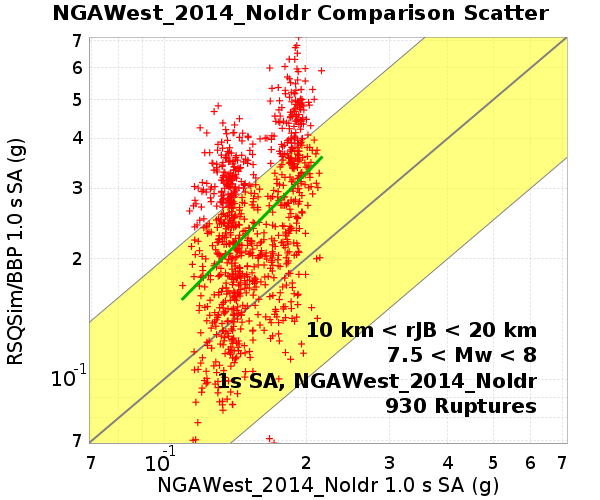 NGAWest_2014_NoIdr Comparison Scatter
RSQSim/BBP 1.0 s SA (g)
7
6
5
4
3
2
10-1
7
10 km < rJB < 20 km
7.5 < Mw < 8
1s SA, NGAWest_2014_NoIdr
930 Ruptures
7 10-1 2 3 4 5 6 7
NGAWest_2014_NoIdr 1.0 s SA (g)